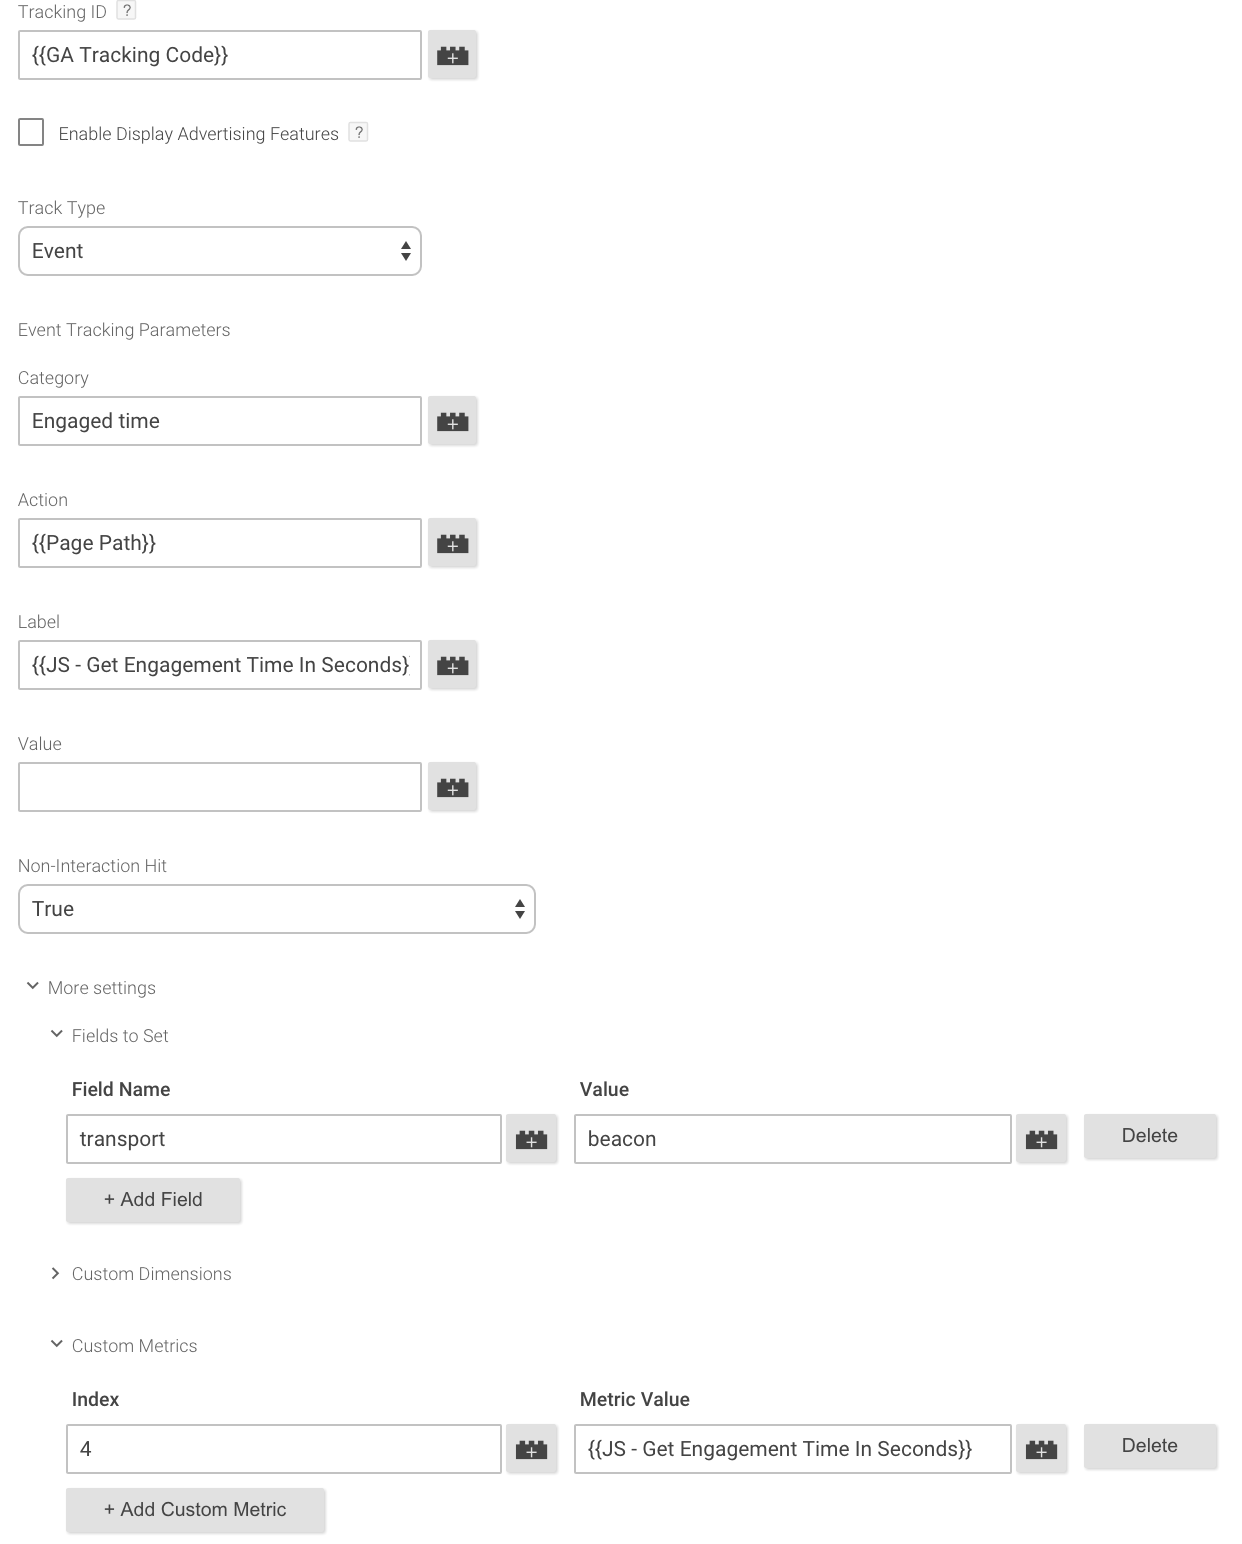 Tracking ID ?
{{GA Tracking Code}}
Enable Display Advertising Features ?
Track Type
Event
Event Tracking Parameters
Category
Engaged time
Action
{{Page Path}}
Label
{{JS - Get Engagement Time In Seconds}
Value
Non-Interaction Hit
True
More settings
Fields to Set
Field Name Value
transport beacon Delete
+ Add Field
Custom Dimensions
Custom Metrics
Index Metric Value
4 {{JS - Get Engagement Time In Seconds}} Delete
+ Add Custom Metric